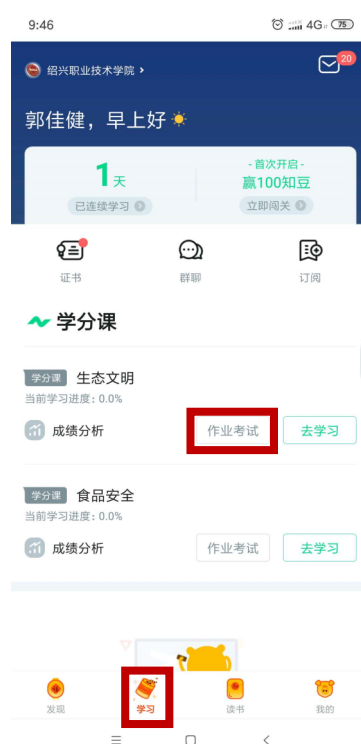 9:46
4G 75
绍兴职业技术学院
20
郭佳健，早上好
1天
已连续学习
- 首次开启 -
赢100知豆
立即闯关
证书
群聊
订阅
学分课
学分课 生态文明
当前学习进度：0.0%
成绩分析 作业考试 去学习
学分课 食品安全
当前学习进度：0.0%
成绩分析 作业考试 去学习
发现 学习 读书 我的